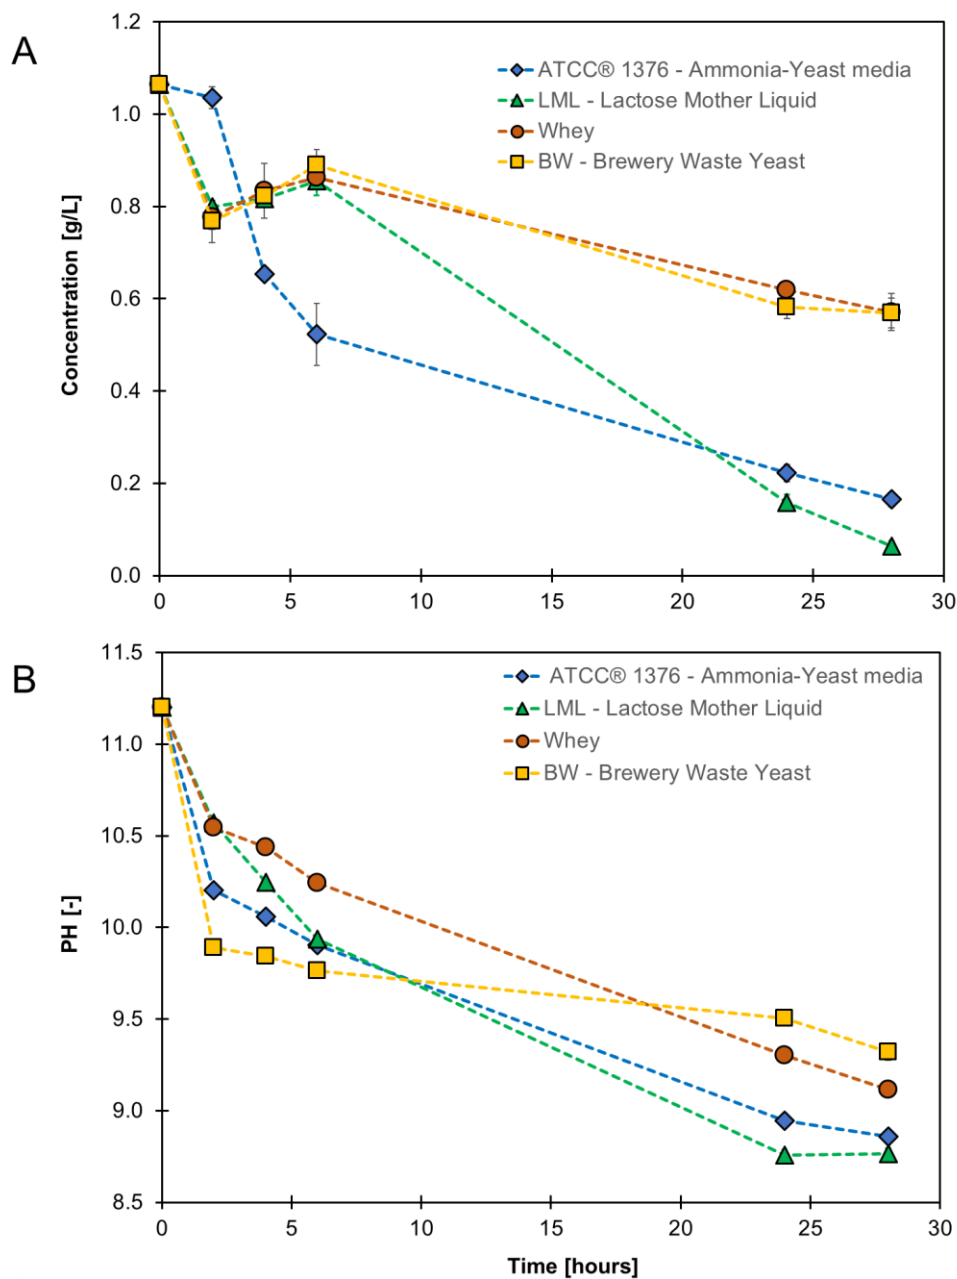 A
1.2
1.0
0.8
0.6
0.4
0.2
0.0
Concentration [g/L]
ATCC® 1376 - Ammonia-Yeast media
LML - Lactose Mother Liquid
Whey
BW - Brewery Waste Yeast
0 5 10 15 20 25 30
B
11.5
11.0
10.5
10.0
9.5
9.0
8.5
PH [-]
ATCC® 1376 - Ammonia-Yeast media
LML - Lactose Mother Liquid
Whey
BW - Brewery Waste Yeast
0 5 10 15 20 25 30
Time [hours]